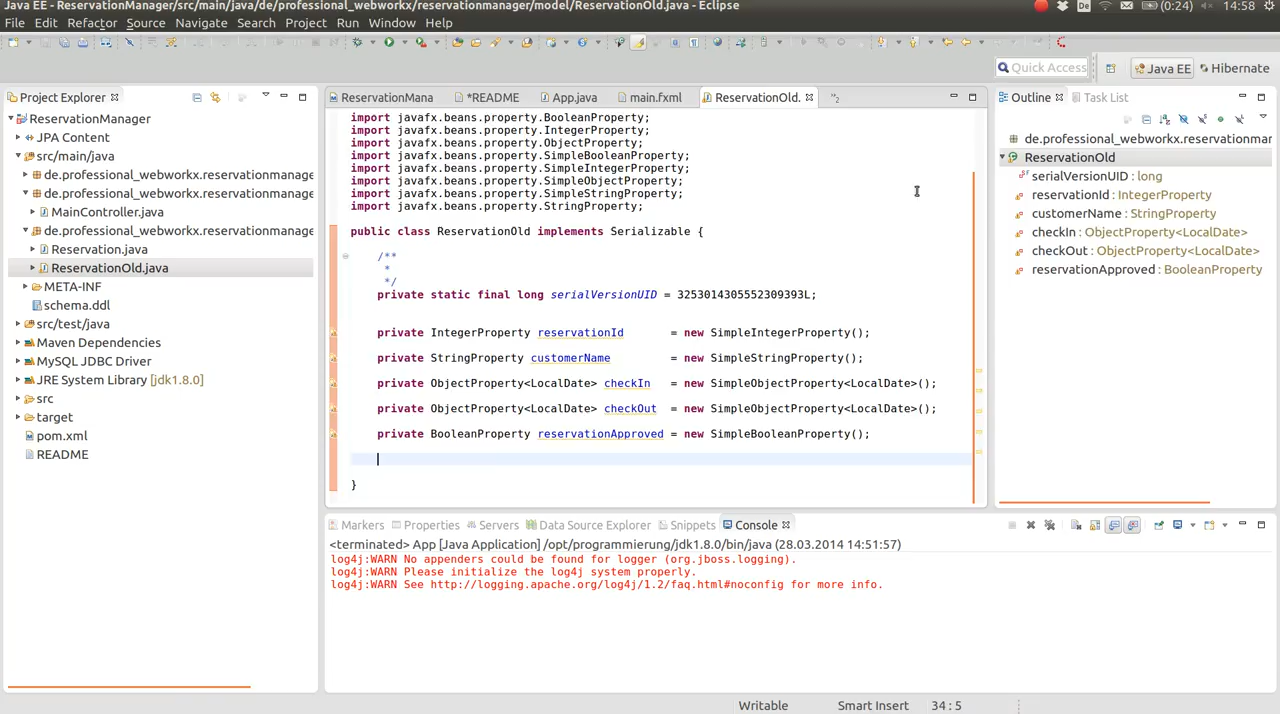 Java EE - ReservationManager/src/main/java/de/professional_webworkx/reservationmanager/model/ReservationOld.java - Eclipse
De (0:24) 14:58
File Edit Refactor Source Navigate Search Project Run Window Help
Quick Access Java EE Hibernate
Project Explorer
ReservationManager
JPA Content
src/main/java
de.professional_webworkx.reservationmanage
de.professional_webworkx.reservationmanage
MainController.java
de.professional_webworkx.reservationmanage
Reservation.java
ReservationOld.java
META-INF
schema.ddl
src/test/java
Maven Dependencies
MySQL JDBC Driver
JRE System Library [jdk1.8.0]
src
target
pom.xml
README
ReservationMana *README App.java main.fxml ReservationOld. »2
import javafx.beans.property.BooleanProperty;
import javafx.beans.property.IntegerProperty;
import javafx.beans.property.ObjectProperty;
import javafx.beans.property.SimpleBooleanProperty;
import javafx.beans.property.SimpleIntegerProperty;
import javafx.beans.property.SimpleObjectProperty;
import javafx.beans.property.SimpleStringProperty;
import javafx.beans.property.StringProperty;
public class ReservationOld implements Serializable {
/**
*
*/
private static final long serialVersionUID = 3253014305552309393L;
private IntegerProperty reservationId = new SimpleIntegerProperty();
private StringProperty customerName = new SimpleStringProperty();
private ObjectProperty<LocalDate> checkIn = new SimpleObjectProperty<LocalDate>();
private ObjectProperty<LocalDate> checkOut = new SimpleObjectProperty<LocalDate>();
private BooleanProperty reservationApproved = new SimpleBooleanProperty();
}
Outline Task List
de.professional_webworkx.reservationmar
ReservationOld
serialVersionUID : long
reservationId : IntegerProperty
customerName : StringProperty
checkIn : ObjectProperty<LocalDate>
checkOut : ObjectProperty<LocalDate>
reservationApproved : BooleanProperty
Markers Properties Servers Data Source Explorer Snippets Console
<terminated> App [Java Application] /opt/programmierung/jdk1.8.0/bin/java (28.03.2014 14:51:57)
log4j:WARN No appenders could be found for logger (org.jboss.logging).
log4j:WARN Please initialize the log4j system properly.
log4j:WARN See http://logging.apache.org/log4j/1.2/faq.html#noconfig for more info.
Writable Smart Insert 34 : 5